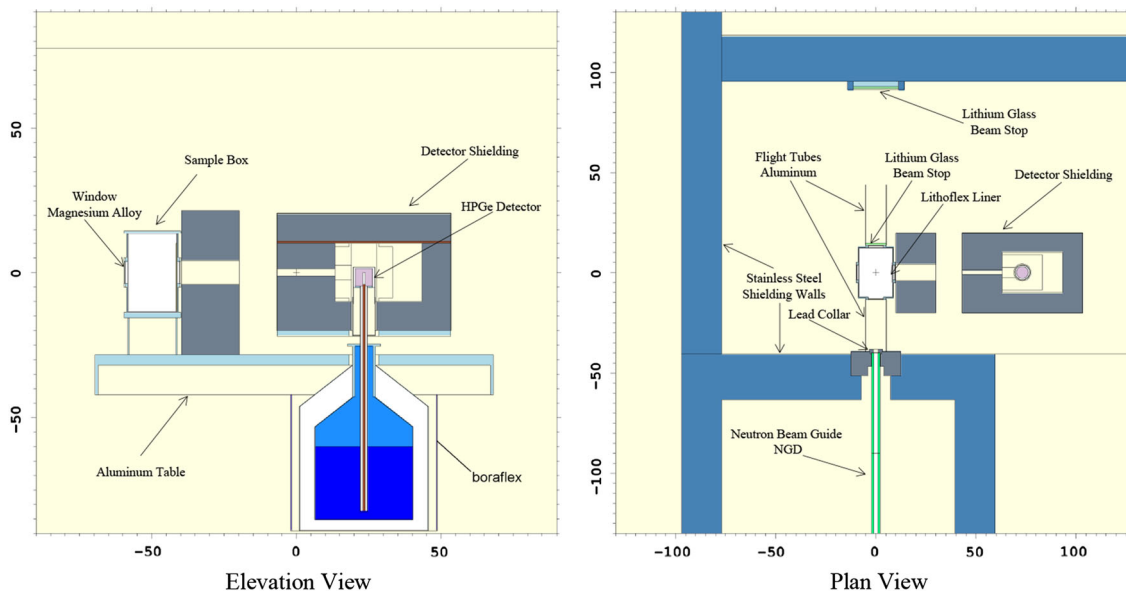 Sample Box
Window
Magnesium Alloy
Detector Shielding
HPGe Detector
Aluminum Table
boraflex
50
0
−50
−50
0
50
Elevation View
Lithium Glass
Beam Stop
Flight Tubes
Aluminum
Lithium Glass
Beam Stop
Detector Shielding
Lithoflex Liner
Stainless Steel
Shielding Walls
Lead Collar
Neutron Beam Guide
NGD
100
50
0
−50
−100
−100
−50
0
50
100
Plan View